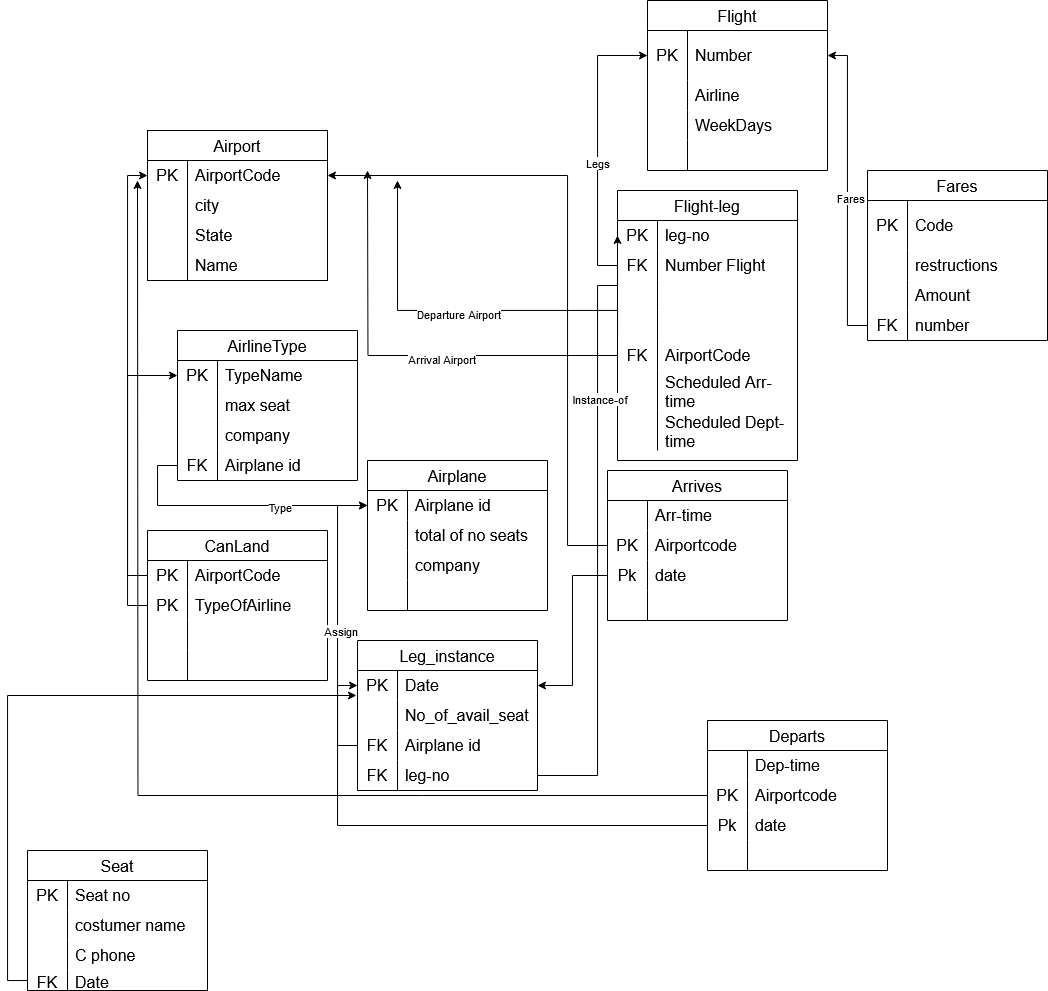 Flight
PK Number
Airline
WeekDays
Legs
Airport
PK AirportCode
city
State
Name
Fares
Fares
PK Code
restructions
Amount
FK number
Flight-leg
PK leg-no
FK Number Flight
FK AirportCode
Scheduled Arr-
time
Scheduled Dept-
time
Departure Airport
Arrival Airport
Instance-of
AirlineType
PK TypeName
max seat
company
FK Airplane id
Type
Airplane
PK Airplane id
total of no seats
company
Arrives
Arr-time
PK Airportcode
Pk date
CanLand
PK AirportCode
PK TypeOfAirline
Assign
Leg_instance
PK Date
No_of_avail_seat
FK Airplane id
FK leg-no
Departs
Dep-time
PK Airportcode
Pk date
Seat
PK Seat no
costumer name
C phone
FK Date